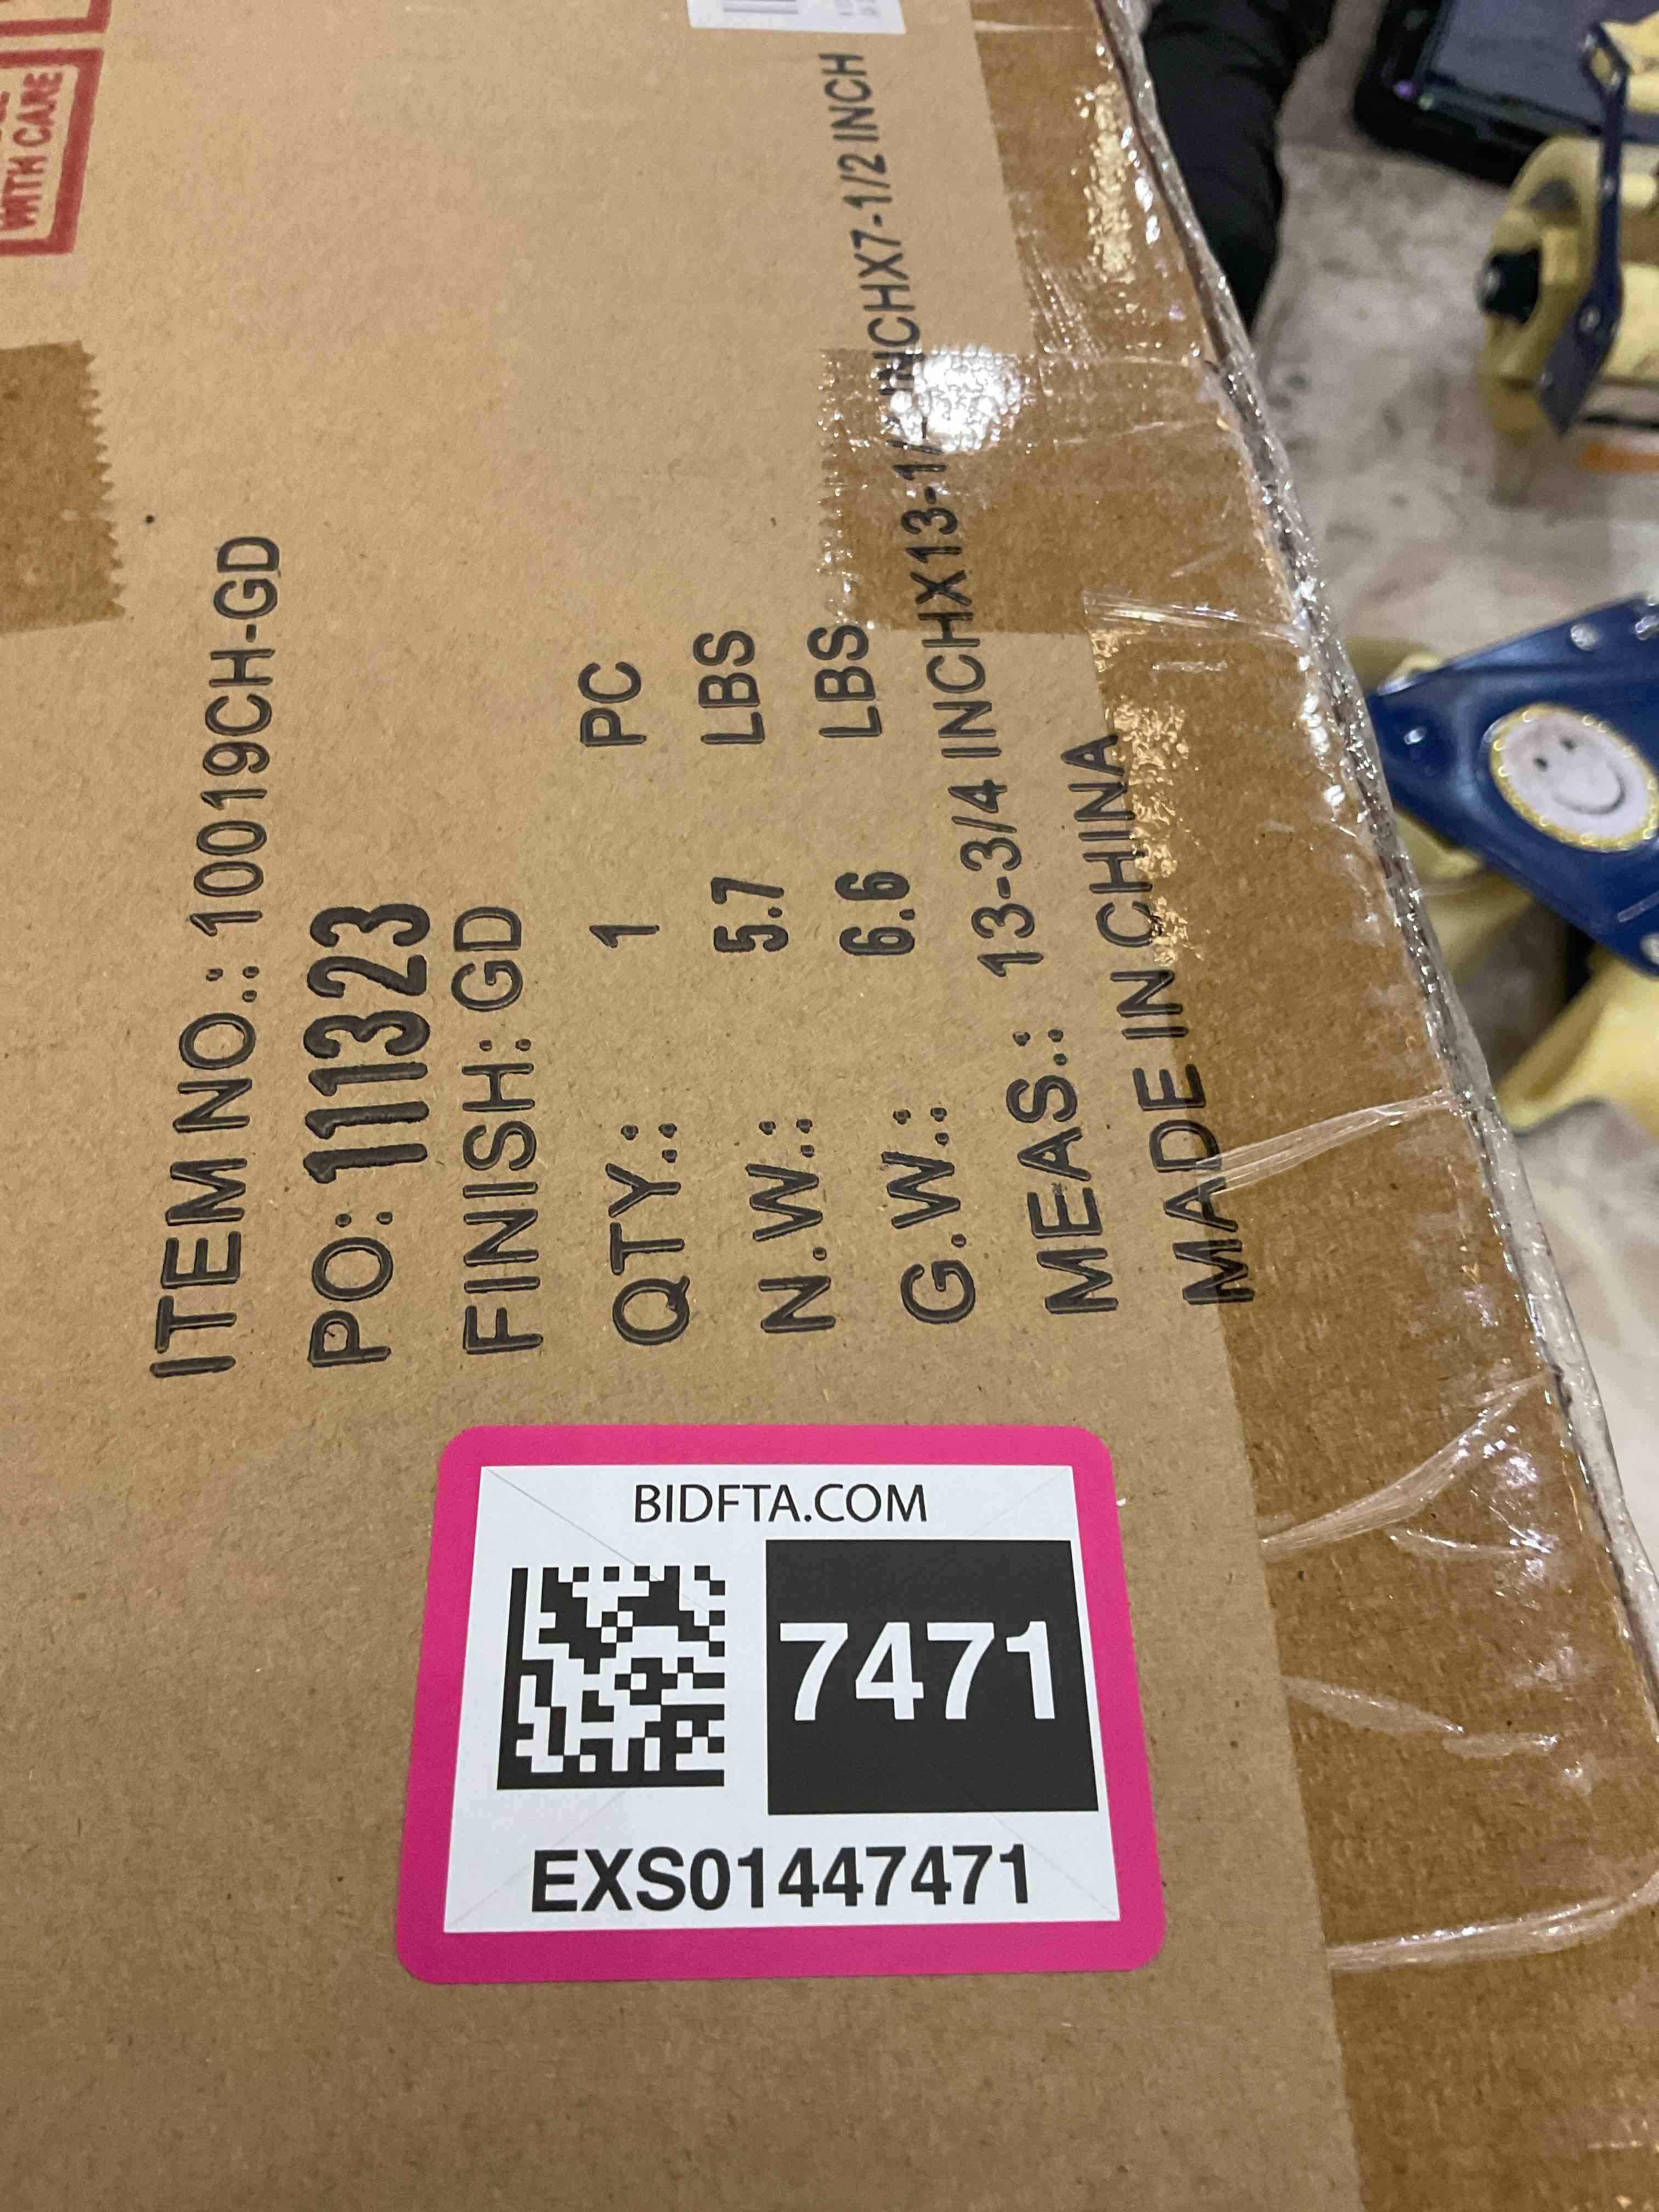 WITH CARE
ITEM NO.: 10019CH-GD
PO: 111323
FINISH: GD
QTY.: 1 PC
N.W.: 5.7 LBS
G.W.: 6.6 LBS
MEAS.: 13-3/4 INCHX13-1/ INCHX7-1/2 INCH
MADE IN CHINA
BIDFTA.COM
7471
EXS01447471